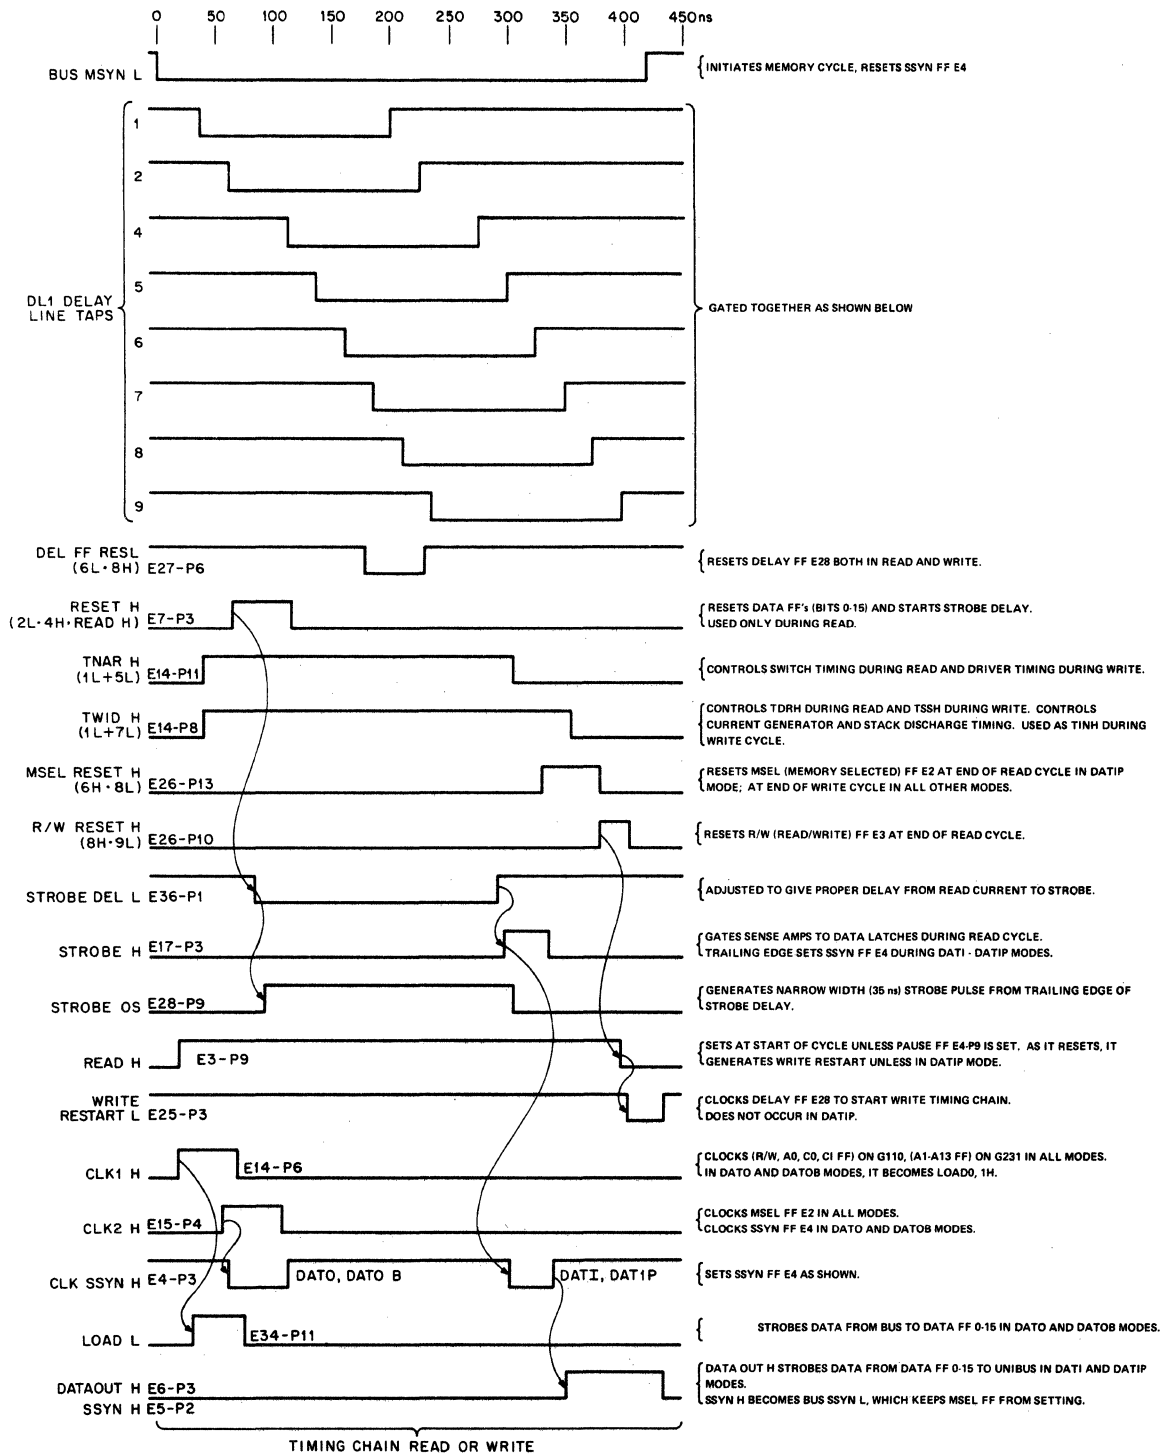 0 50 100 150 200 250 300 350 400 450ns
BUS MSYN L
INITIATES MEMORY CYCLE, RESETS SSYN FF E4
1
2
4
5
DL1 DELAY
LINE TAPS
GATED TOGETHER AS SHOWN BELOW
6
7
8
9
DEL FF RESL
(6L·8H) E27-P6
RESETS DELAY FF E28 BOTH IN READ AND WRITE.
RESET H
(2L·4H·READ H) E7-P3
RESETS DATA FF's (BITS 0-15) AND STARTS STROBE DELAY.
USED ONLY DURING READ.
TNAR H
(1L+5L) E14-P11
CONTROLS SWITCH TIMING DURING READ AND DRIVER TIMING DURING WRITE.
TWID H
(1L+7L) E14-P8
CONTROLS TDRH DURING READ AND TSSH DURING WRITE. CONTROLS
CURRENT GENERATOR AND STACK DISCHARGE TIMING. USED AS TINH DURING
WRITE CYCLE.
MSEL RESET H
(6H·8L) E26-P13
RESETS MSEL (MEMORY SELECTED) FF E2 AT END OF READ CYCLE IN DATIP
MODE; AT END OF WRITE CYCLE IN ALL OTHER MODES.
R/W RESET H
(8H·9L) E26-P10
RESETS R/W (READ/WRITE) FF E3 AT END OF READ CYCLE.
STROBE DEL L E36-P1
ADJUSTED TO GIVE PROPER DELAY FROM READ CURRENT TO STROBE.
STROBE H E17-P3
GATES SENSE AMPS TO DATA LATCHES DURING READ CYCLE.
TRAILING EDGE SETS SSYN FF E4 DURING DATI - DATIP MODES.
STROBE OS E28-P9
GENERATES NARROW WIDTH (35 ns) STROBE PULSE FROM TRAILING EDGE OF
STROBE DELAY.
READ H E3-P9
SETS AT START OF CYCLE UNLESS PAUSE FF E4-P9 IS SET. AS IT RESETS, IT
GENERATES WRITE RESTART UNLESS IN DATIP MODE.
WRITE
RESTART L E25-P3
CLOCKS DELAY FF E28 TO START WRITE TIMING CHAIN.
DOES NOT OCCUR IN DATIP.
CLK1 H E14-P6
CLOCKS (R/W, A0, C0, CI FF) ON G110, (A1-A13 FF) ON G231 IN ALL MODES.
IN DATO AND DATOB MODES, IT BECOMES LOAD0, 1H.
CLK2 H E15-P4
CLOCKS MSEL FF E2 IN ALL MODES.
CLOCKS SSYN FF E4 IN DATO AND DATOB MODES.
CLK SSYN H E4-P3 DATO, DATO B DATI, DAT1P
SETS SSYN FF E4 AS SHOWN.
LOAD L E34-P11
STROBES DATA FROM BUS TO DATA FF 0-15 IN DATO AND DATOB MODES.
DATAOUT H E6-P3
SSYN H E5-P2
DATA OUT H STROBES DATA FROM DATA FF 0-15 TO UNIBUS IN DATI AND DATIP
MODES.
SSYN H BECOMES BUS SSYN L, WHICH KEEPS MSEL FF FROM SETTING.
TIMING CHAIN READ OR WRITE